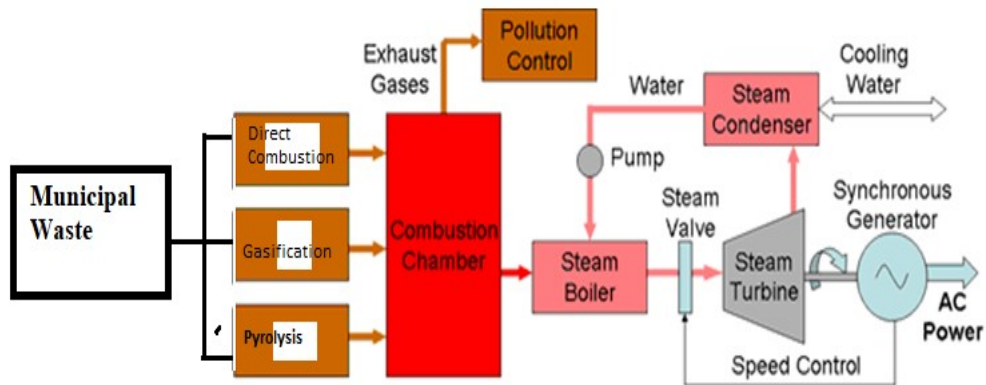 Municipal
Waste
Direct
Combustion
Gasification
Pyrolysis
Exhaust
Gases
Pollution
Control
Combustion
Chamber
Water
Pump
Steam
Condenser
Cooling
Water
Steam
Boiler
Steam
Valve
Steam
Turbine
Synchronous
Generator
AC
Power
Speed Control